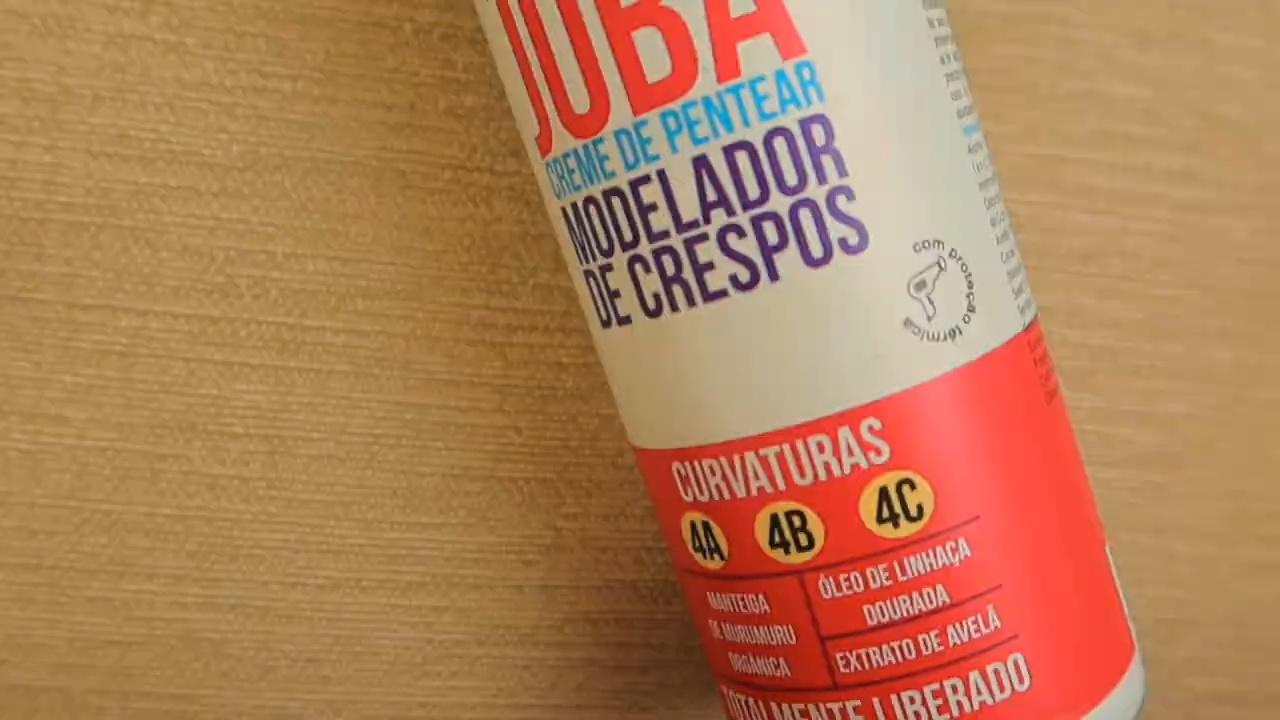 JUBA
CREME DE PENTEAR
MODELADOR
DE CRESPOS
com proteção térmica
CURVATURAS
4A 4B 4C
MANTEIGA
DE MURUMURU
ORGÂNICA
ÓLEO DE LINHAÇA
DOURADA
EXTRATO DE AVELÃ
TOTALMENTE LIBERADO